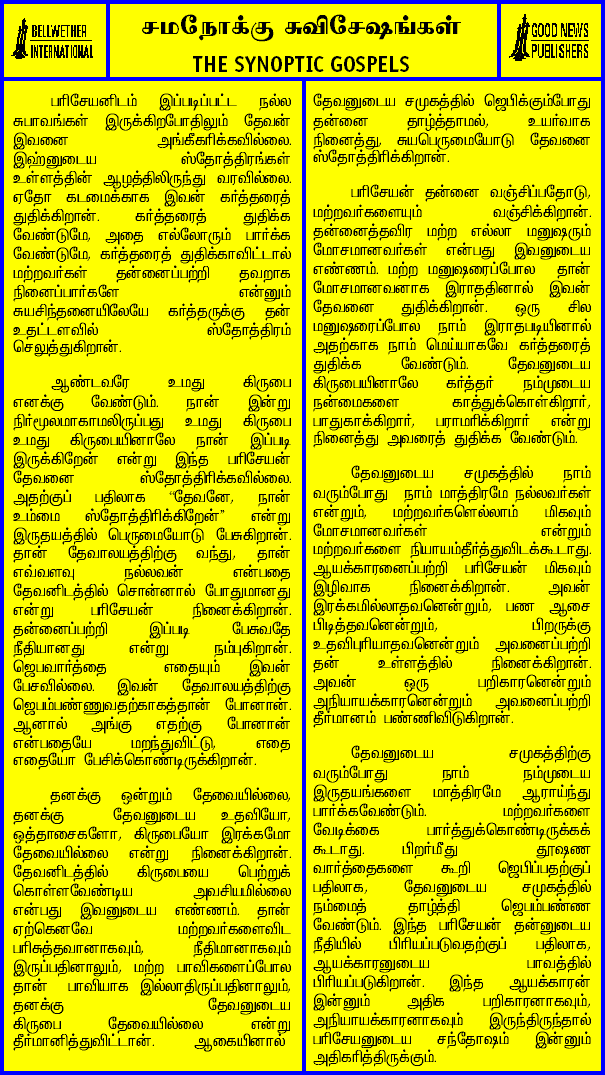 BELLWETHER
INTERNATIONAL
சமநோக்கு சுவிசேஷங்கள்
THE SYNOPTIC GOSPELS
GOOD NEWS
PUBLISHERS
பரிசேயனிடம் இப்படிப்பட்ட நல்ல
சுபாவங்கள் இருக்கிறபோதிலும் தேவன்
இவனை அங்கீகரிக்கவில்லை.
இவ்னுடைய ஸ்தோத்திரங்கள்
உள்ளத்தின் ஆழத்திலிருந்து வரவில்லை.
ஏதோ கடமைக்காக இவன் கர்த்தரைத்
துதிக்கிறான். கர்த்தரைத் துதிக்க
வேண்டுமே, அதை எல்லோரும் பார்க்க
வேண்டுமே, கர்த்தரைத் துதிக்காவிட்டால்
மற்றவர்கள் தன்னைப்பற்றி தவறாக
நினைப்பார்களே என்னும்
சுயசிந்தனையிலேயே கர்த்தருக்கு தன்
உதட்டளவில் ஸ்தோத்திரம்
செலுத்துகிறான்.
ஆண்டவரே உமது கிருபை
எனக்கு வேண்டும். நான் இன்று
நிர்மூலமாகாமலிருப்பது உமது கிருபை
உமது கிருபையினாலே நான் இப்படி
இருக்கிறேன் என்று இந்த பரிசேயன்
தேவனை ஸ்தோத்திரிக்கவில்லை.
அதற்குப் பதிலாக “தேவனே, நான்
உம்மை ஸ்தோத்திரிக்கிறேன்” என்று
இருதயத்தில் பெருமையோடு பேசுகிறான்.
தான் தேவாலயத்திற்கு வந்து, தான்
எவ்வளவு நல்லவன் என்பதை
தேவனிடத்தில் சொன்னால் போதுமானது
என்று பரிசேயன் நினைக்கிறான்.
தன்னைப்பற்றி இப்படி பேசுவதே
நீதியானது என்று நம்புகிறான்.
ஜெபவார்த்தை எதையும் இவன்
பேசவில்லை. இவன் தேவாலயத்திற்கு
ஜெபம்பண்ணுவதற்காகத்தான் போனான்.
ஆனால் அங்கு எதற்கு போனான்
என்பதையே மறந்துவிட்டு, எதை
எதையோ பேசிக்கொண்டிருக்கிறான்.
தனக்கு ஒன்றும் தேவையில்லை,
தனக்கு தேவனுடைய உதவியோ,
ஒத்தாசைகளோ, கிருபையோ இரக்கமோ
தேவையில்லை என்று நினைக்கிறான்.
தேவனிடத்தில் கிருபையை பெற்றுக்
கொள்ளவேண்டிய அவசியமில்லை
என்பது இவனுடைய எண்ணம். தான்
ஏற்கெனவே மற்றவர்களைவிட
பரிசுத்தவானாகவும், நீதிமானாகவும்
இருப்பதினாலும், மற்ற பாவிகளைப்போல
தான் பாவியாக இல்லாதிருப்பதினாலும்,
தனக்கு தேவனுடைய
கிருபை தேவையில்லை என்று
தீர்மானித்துவிட்டான். ஆகையினால்
தேவனுடைய சமுகத்தில் ஜெபிக்கும்போது
தன்னை தாழ்த்தாமல், உயர்வாக
நினைத்து, சுயபெருமையோடு தேவனை
ஸ்தோத்திரிக்கிறான்.
பரிசேயன் தன்னை வஞ்சிப்பதோடு,
மற்றவர்களையும் வஞ்சிக்கிறான்.
தன்னைத்தவிர மற்ற எல்லா மனுஷரும்
மோசமானவர்கள் என்பது இவனுடைய
எண்ணம். மற்ற மனுஷரைப்போல தான்
மோசமானவனாக இராததினால் இவன்
தேவனை துதிக்கிறான். ஒரு சில
மனுஷரைப்போல நாம் இராதபடியினால்
அதற்காக நாம் மெய்யாகவே கர்த்தரைத்
துதிக்க வேண்டும். தேவனுடைய
கிருபையினாலே கர்த்தர் நம்முடைய
நன்மைகளை காத்துக்கொள்கிறார்,
பாதுகாக்கிறார், பராமரிக்கிறார் என்று
நினைத்து அவரைத் துதிக்க வேண்டும்.
தேவனுடைய சமுகத்தில் நாம்
வரும்போது நாம் மாத்திரமே நல்லவர்கள்
என்றும், மற்றவர்களெல்லாம் மிகவும்
மோசமானவர்கள் என்றும்
மற்றவர்களை நியாயம்தீர்த்துவிடக்கூடாது.
ஆயக்காரனைப்பற்றி பரிசேயன் மிகவும்
இழிவாக நினைக்கிறான். அவன்
இரக்கமில்லாதவனென்றும், பண ஆசை
பிடித்தவனென்றும், பிறருக்கு
உதவிபுரியாதவனென்றும் அவனைப்பற்றி
தன் உள்ளத்தில் நினைக்கிறான்.
அவன் ஒரு பறிகாரனென்றும்
அநியாயக்காரனென்றும் அவனைப்பற்றி
தீர்மானம் பண்ணிவிடுகிறான்.
தேவனுடைய சமுகத்திற்கு
வரும்போது நாம் நம்முடைய
இருதயங்களை மாத்திரமே ஆராய்ந்து
பார்க்கவேண்டும். மற்றவர்களை
வேடிக்கை பார்த்துக்கொண்டிருக்கக்
கூடாது. பிறர்மீது தூஷண
வார்த்தைகளை கூறி ஜெபிப்பதற்குப்
பதிலாக, தேவனுடைய சமுகத்தில்
நம்மைத் தாழ்த்தி ஜெபம்பண்ண
வேண்டும். இந்த பரிசேயன் தன்னுடைய
நீதியில் பிரியப்படுவதற்குப் பதிலாக,
ஆயக்காரனுடைய பாவத்தில்
பிரியப்படுகிறான். இந்த ஆயக்காரன்
இன்னும் அதிக பறிகாரனாகவும்,
அநியாயக்காரனாகவும் இருந்திருந்தால்
பரிசேயனுடைய சந்தோஷம் இன்னும்
அதிகரித்திருக்கும்.